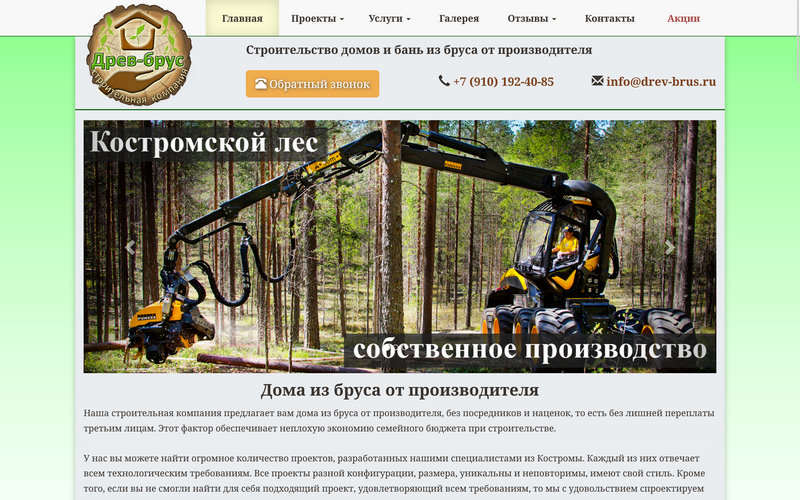 Главная
Проекты
Услуги
Галерея
Отзывы
Контакты
Акции
Древ-брус
строительная компания
Строительство домов и бань из бруса от производителя
Обратный звонок
+7 (910) 192-40-85
info@drev-brus.ru
Костромской лес
собственное производство
Дома из бруса от производителя
Наша строительная компания предлагает вам дома из бруса от производителя, без посредников и наценок, то есть без лишней переплаты
третьим лицам. Этот фактор обеспечивает неплохую экономию семейного бюджета при строительстве.
У нас вы можете найти огромное количество проектов, разработанных нашими специалистами из Костромы. Каждый из них отвечает
всем технологическим требованиям. Все проекты разной конфигурации, размера, уникальны и неповторимы, имеют свой стиль. Кроме
того, если вы не смогли найти для себя подходящий проект, удовлетворяющий всем требованиям, то мы с удовольствием спроектируем